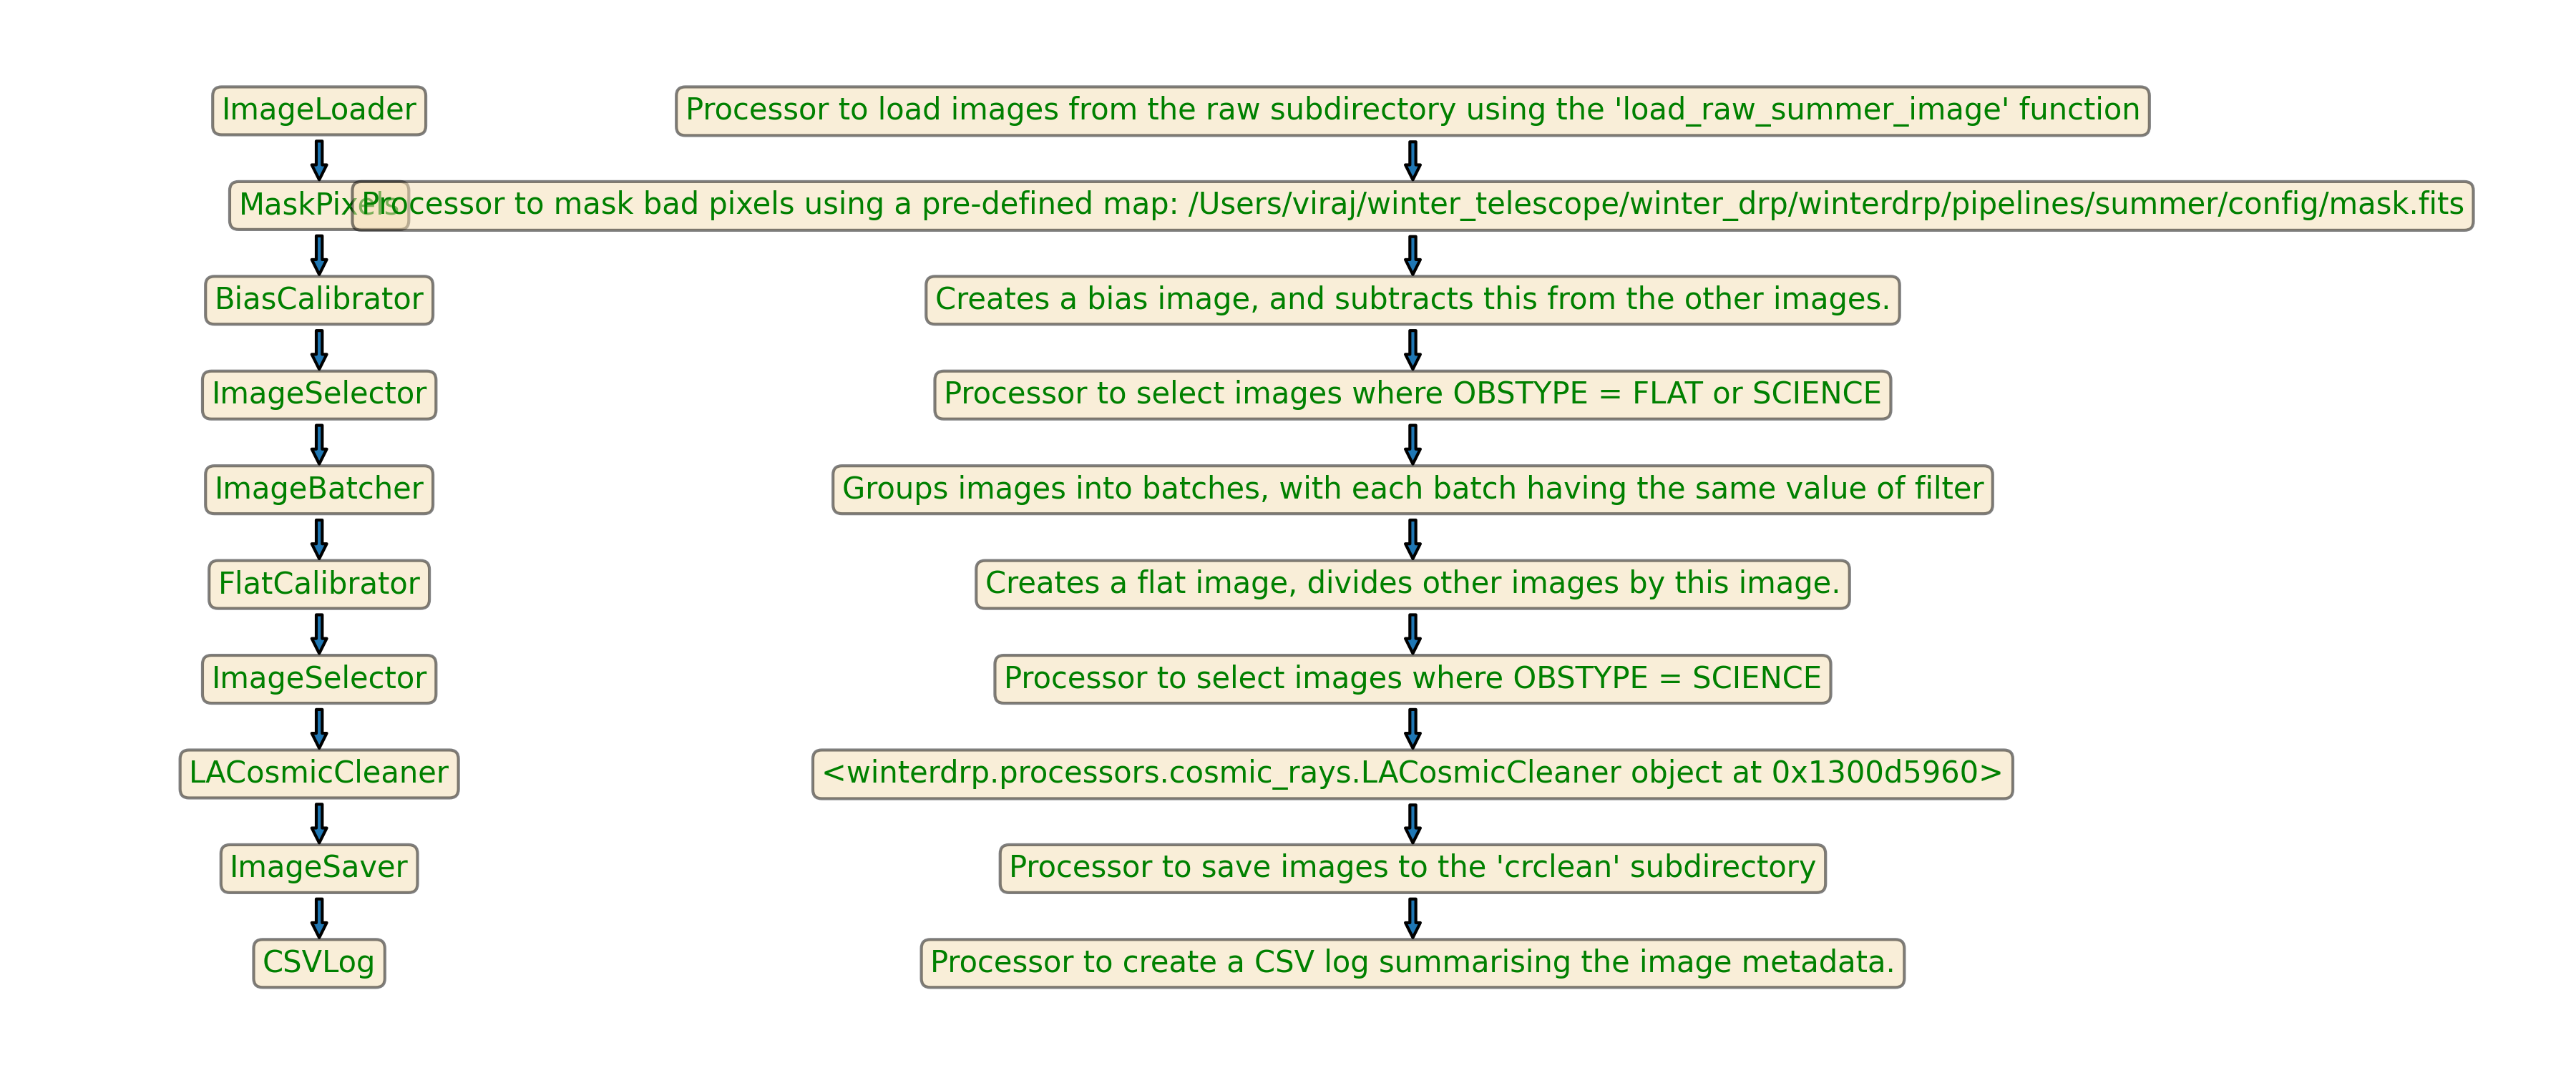 ImageLoader
Processor to load images from the raw subdirectory using the 'load_raw_summer_image' function
MaskPixels
Processor to mask bad pixels using a pre-defined map: /Users/viraj/winter_telescope/winter_drp/winterdrp/pipelines/summer/config/mask.fits
BiasCalibrator
Creates a bias image, and subtracts this from the other images.
ImageSelector
Processor to select images where OBSTYPE = FLAT or SCIENCE
ImageBatcher
Groups images into batches, with each batch having the same value of filter
FlatCalibrator
Creates a flat image, divides other images by this image.
ImageSelector
Processor to select images where OBSTYPE = SCIENCE
LACosmicCleaner
<winterdrp.processors.cosmic_rays.LACosmicCleaner object at 0x1300d5960>
ImageSaver
Processor to save images to the 'crclean' subdirectory
CSVLog
Processor to create a CSV log summarising the image metadata.